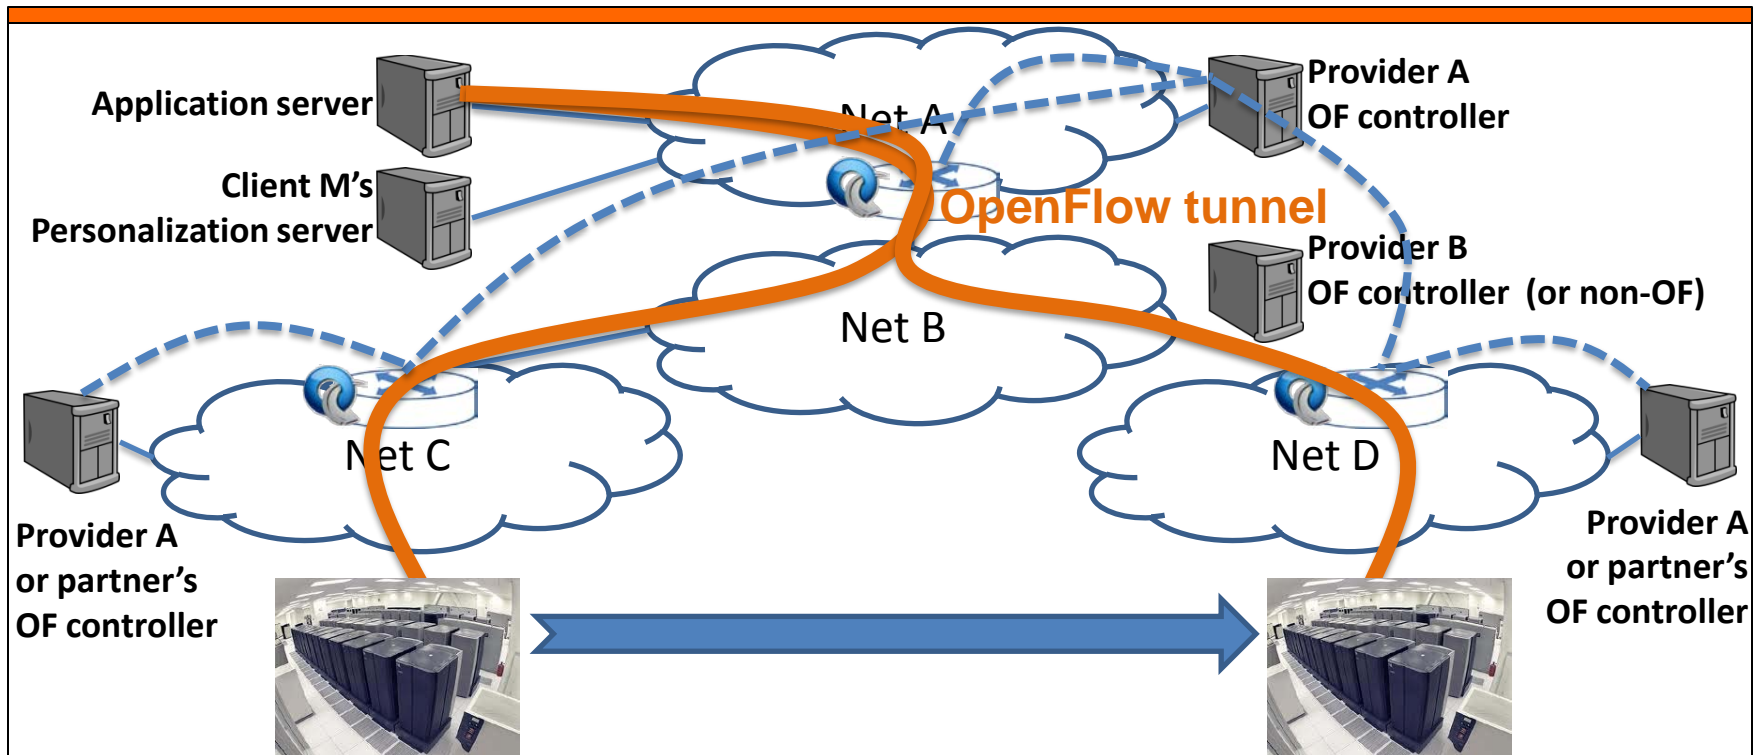 Application server
Client M's
Personalization server
Net A
Provider A
OF controller
OpenFlow tunnel
Provider B
OF controller (or non-OF)
Net B
Net C
Net D
Provider A
or partner's
OF controller
Provider A
or partner's
OF controller